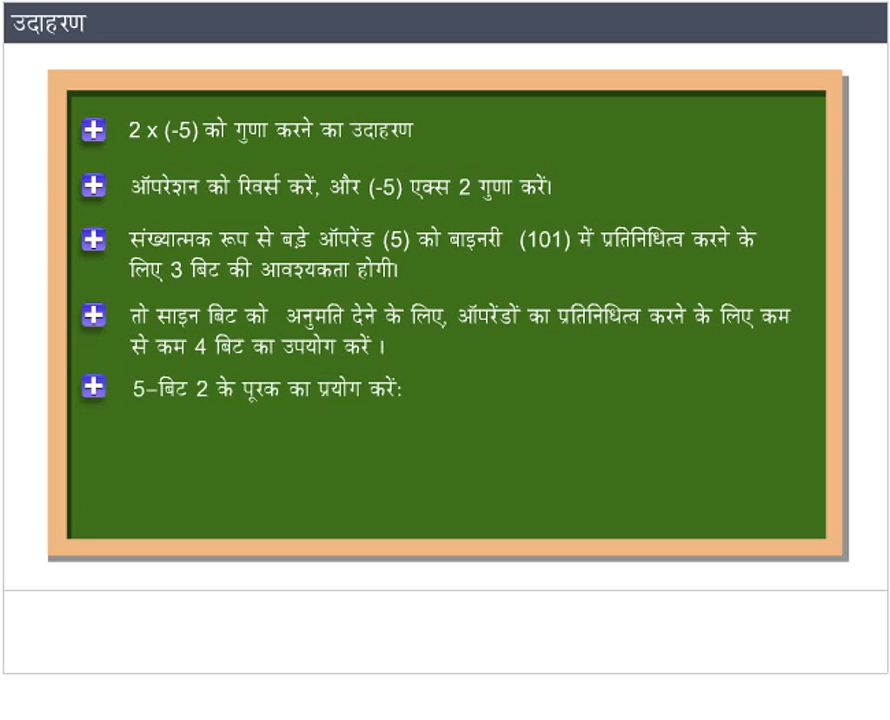 उदाहरण
2 x (-5) को गुणा करने का उदाहरण
ऑपरेशन को रिवर्स करें, और (-5) एक्स 2 गुणा करें।
संख्यात्मक रूप से बड़े ऑपरेंड (5) को बाइनरी (101) में प्रतिनिधित्व करने के
लिए 3 बिट की आवश्यकता होगी।
तो साइन बिट को अनुमति देने के लिए, ऑपरेंडों का प्रतिनिधित्व करने के लिए कम
से कम 4 बिट का उपयोग करें ।
5–बिट 2 के पूरक का प्रयोग करें: